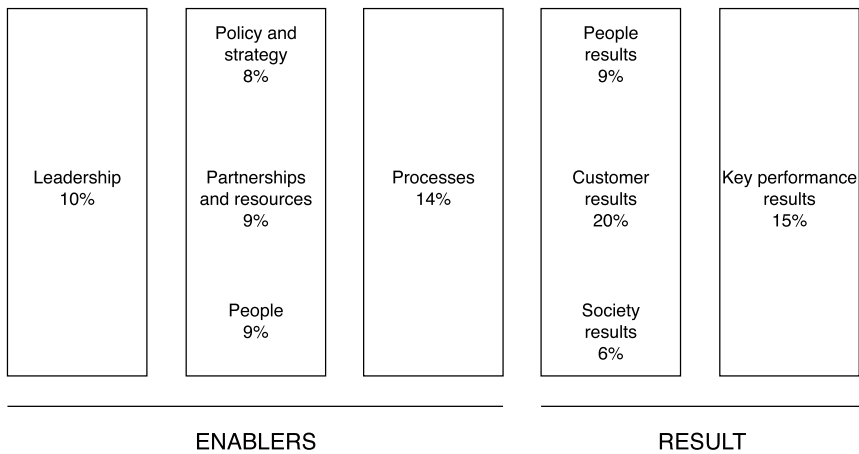 Leadership
10%
Policy and
strategy
8%
Partnerships
and resources
9%
People
9%
Processes
14%
People
results
9%
Customer
results
20%
Society
results
6%
Key performance
results
15%
ENABLERS
RESULT